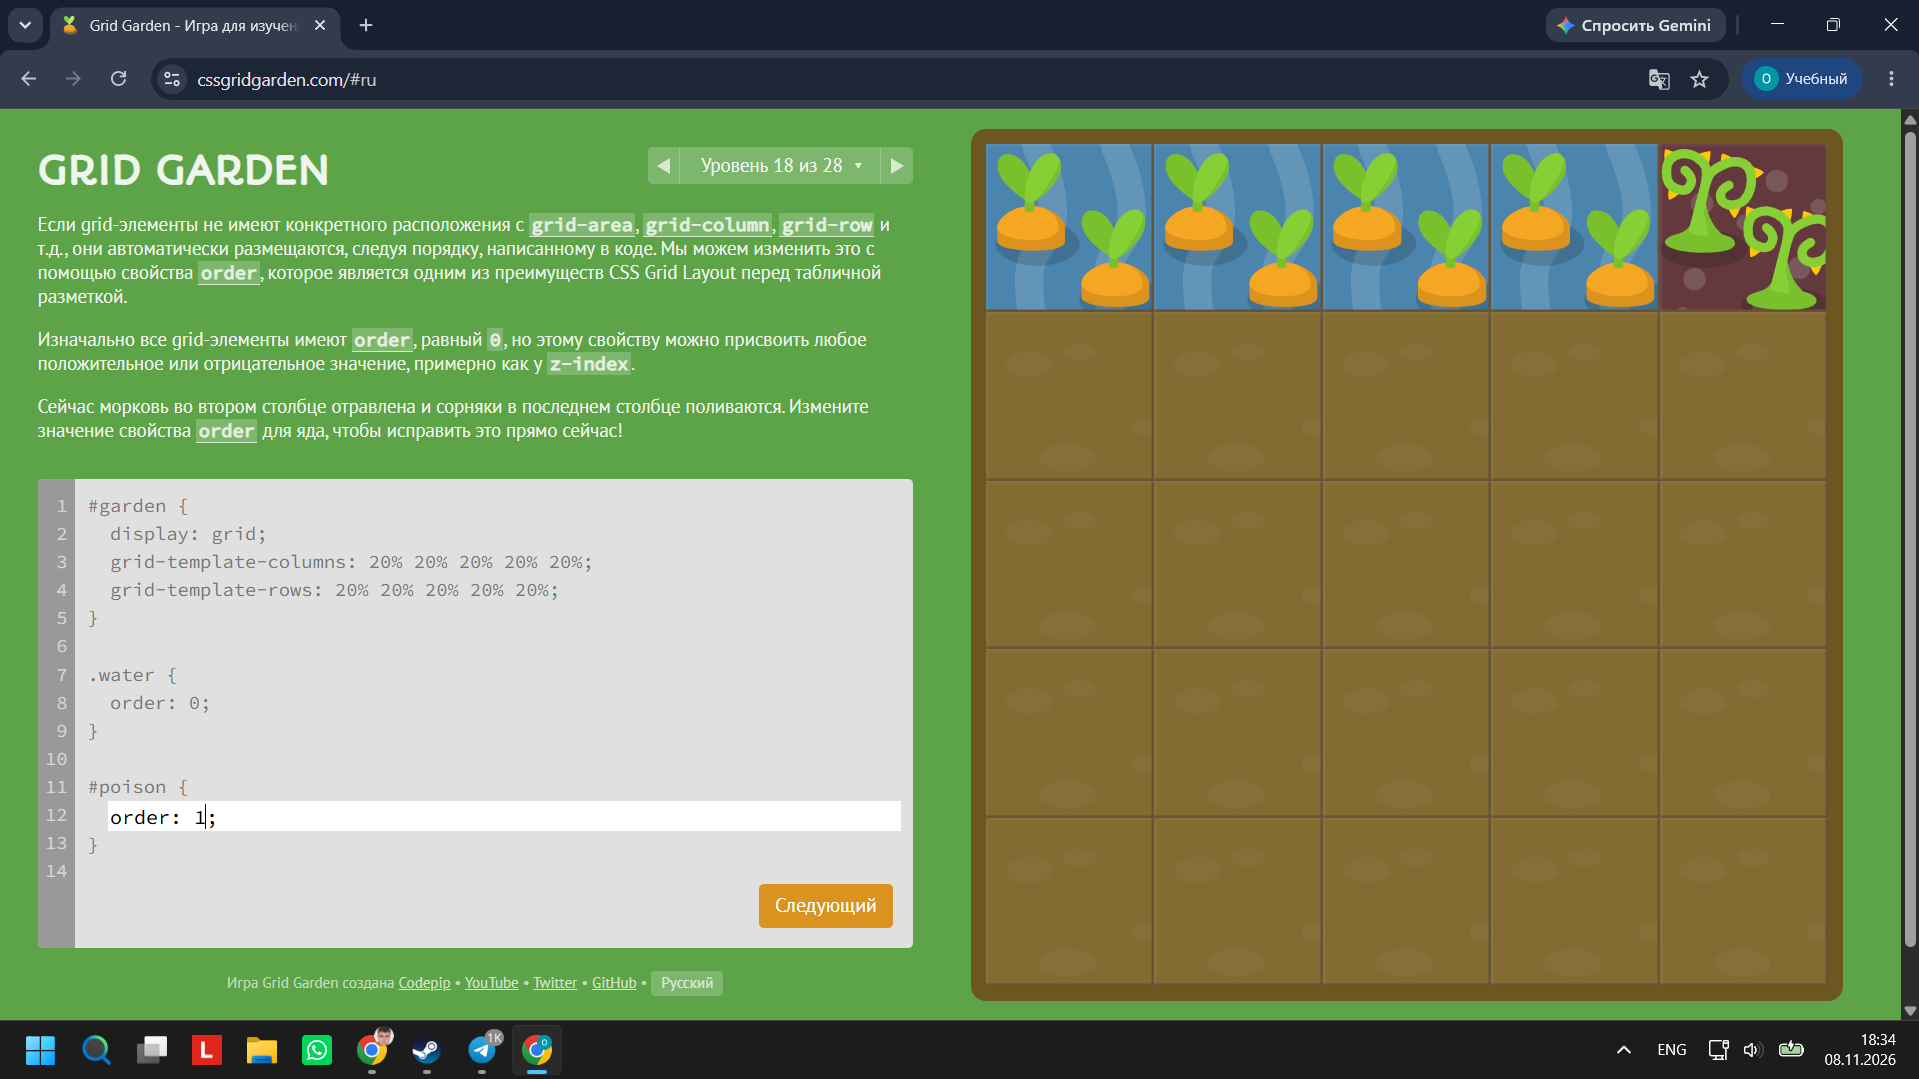 Grid Garden - Игра для изучен
Спросить Gemini
cssgridgarden.com/#ru
O Учебный
GRID GARDEN
Уровень 18 из 28
Если grid-элементы не имеют конкретного расположения с grid-area, grid-column, grid-row и
т.д., они автоматически размещаются, следуя порядку, написанному в коде. Мы можем изменить это с
помощью свойства order, которое является одним из преимуществ CSS Grid Layout перед табличной
разметкой.
Изначально все grid-элементы имеют order, равный 0, но этому свойству можно присвоить любое
положительное или отрицательное значение, примерно как у z-index.
Сейчас морковь во втором столбце отравлена и сорняки в последнем столбце поливаются. Измените
значение свойства order для яда, чтобы исправить это прямо сейчас!
1 #garden {
2 display: grid;
3 grid-template-columns: 20% 20% 20% 20% 20%;
4 grid-template-rows: 20% 20% 20% 20% 20%;
5 }
6
7 .water {
8 order: 0;
9 }
10
11 #poison {
12 order: 1;
13 }
14
Следующий
Игра Grid Garden создана Codepip • YouTube • Twitter • GitHub • Русский
L
1K
O
ENG
18:34
08.11.2026